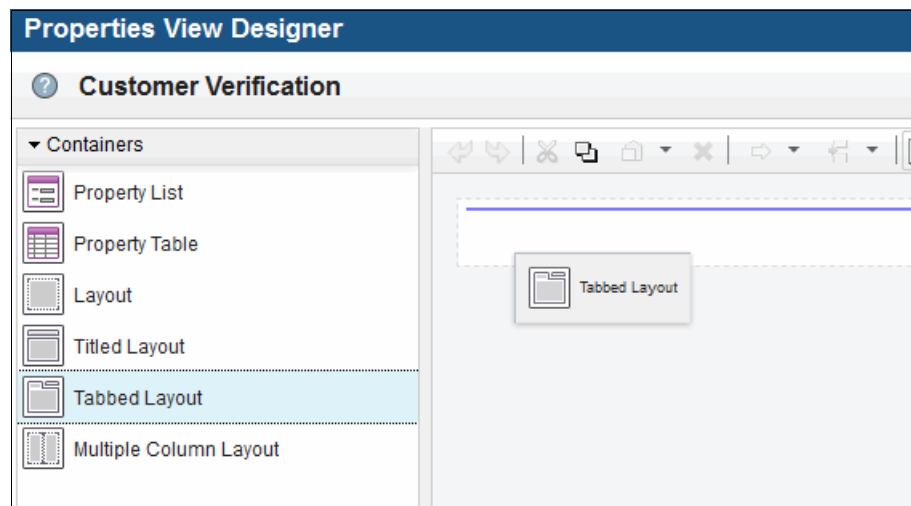 Properties View Designer
? Customer Verification
Containers
Property List
Property Table
Layout
Titled Layout
Tabbed Layout
Multiple Column Layout
Tabbed Layout